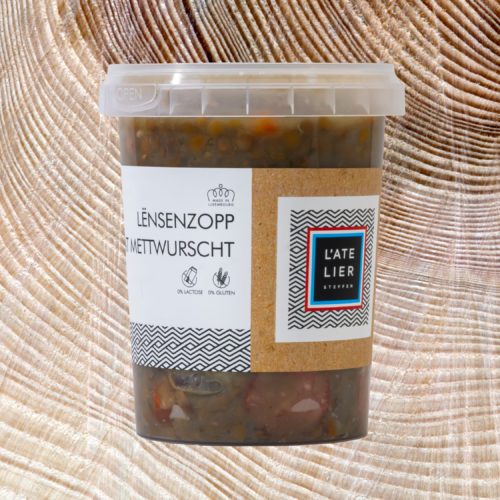 OPEN
MADE IN
LUXEMBOURG
LËNSENZOPP
T METTWURSCHT
0% LACTOSE
0% GLUTEN
L'ATE
LIER
STEFFEN